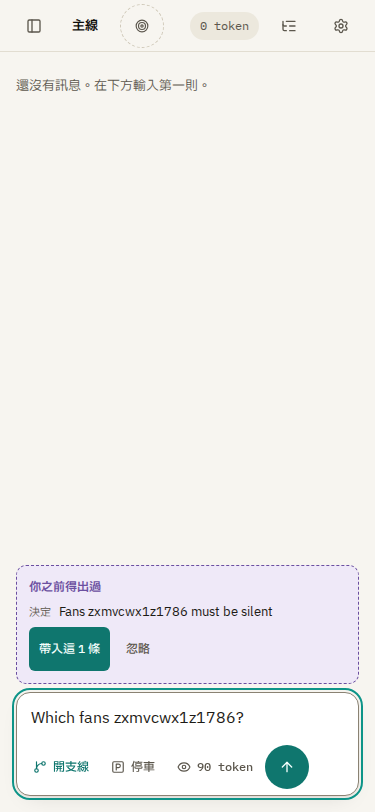 主線
0 token
還沒有訊息。在下方輸入第一則。
你之前得出過
決定 Fans zxmvcwx1z1786 must be silent
帶入這 1 條 忽略
Which fans zxmvcwx1z1786?
開支線 停車 90 token